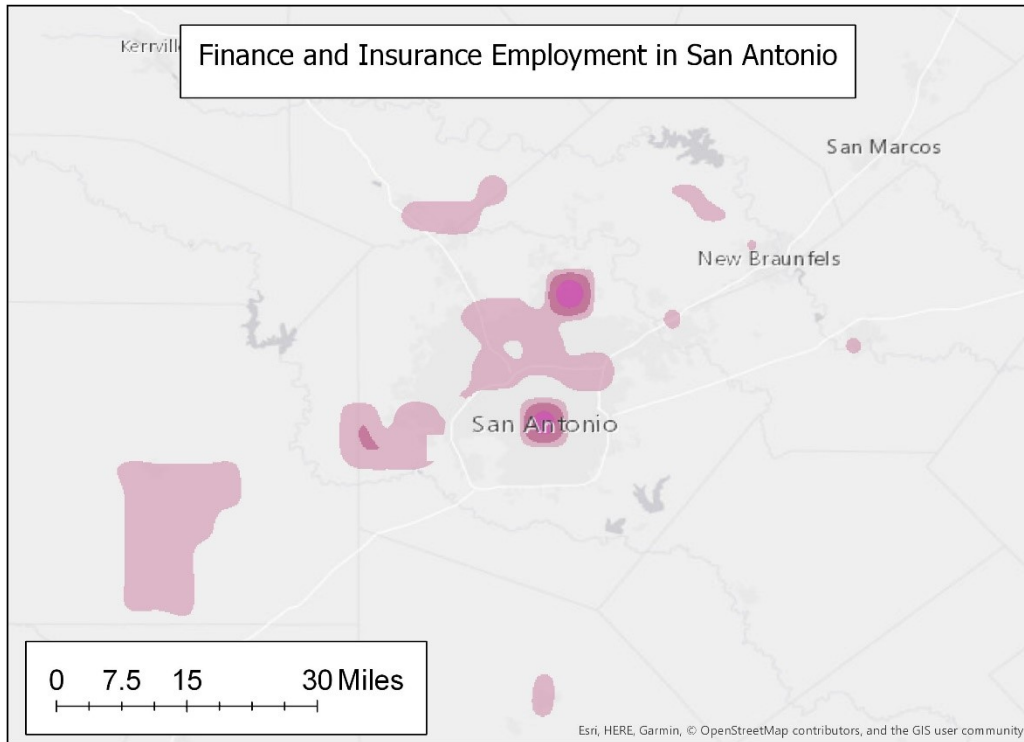 Kerrville
Finance and Insurance Employment in San Antonio
San Marcos
New Braunfels
San Antonio
0 7.5 15 30 Miles
Esri, HERE, Garmin, © OpenStreetMap contributors, and the GIS user community